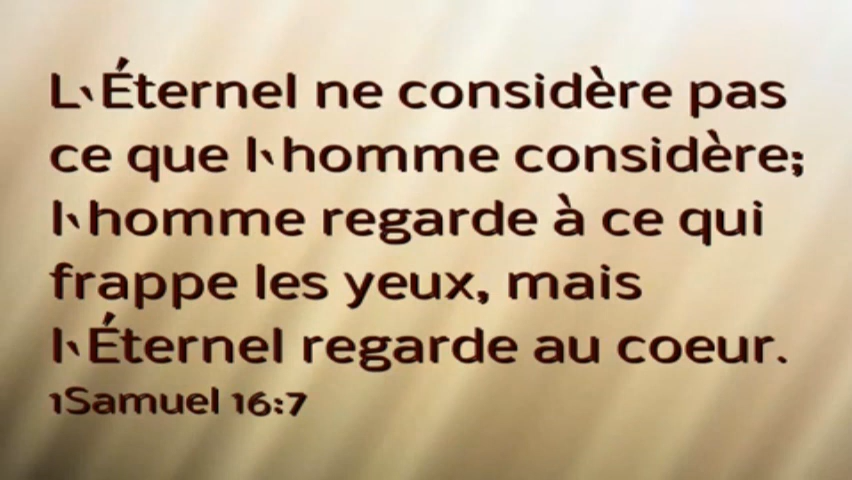 L'Éternel ne considère pas
ce que l'homme considère;
l'homme regarde à ce qui
frappe les yeux, mais
l'Éternel regarde au coeur.
1Samuel 16:7